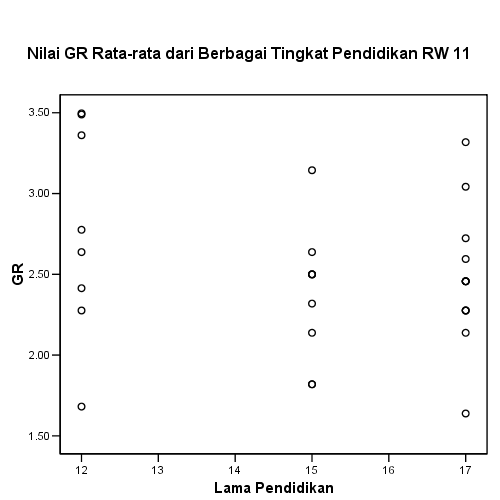 Nilai GR Rata-rata dari Berbagai Tingkat Pendidikan RW 11
3.50
3.00
2.50
2.00
1.50
GR
12 13 14 15 16 17
Lama Pendidikan